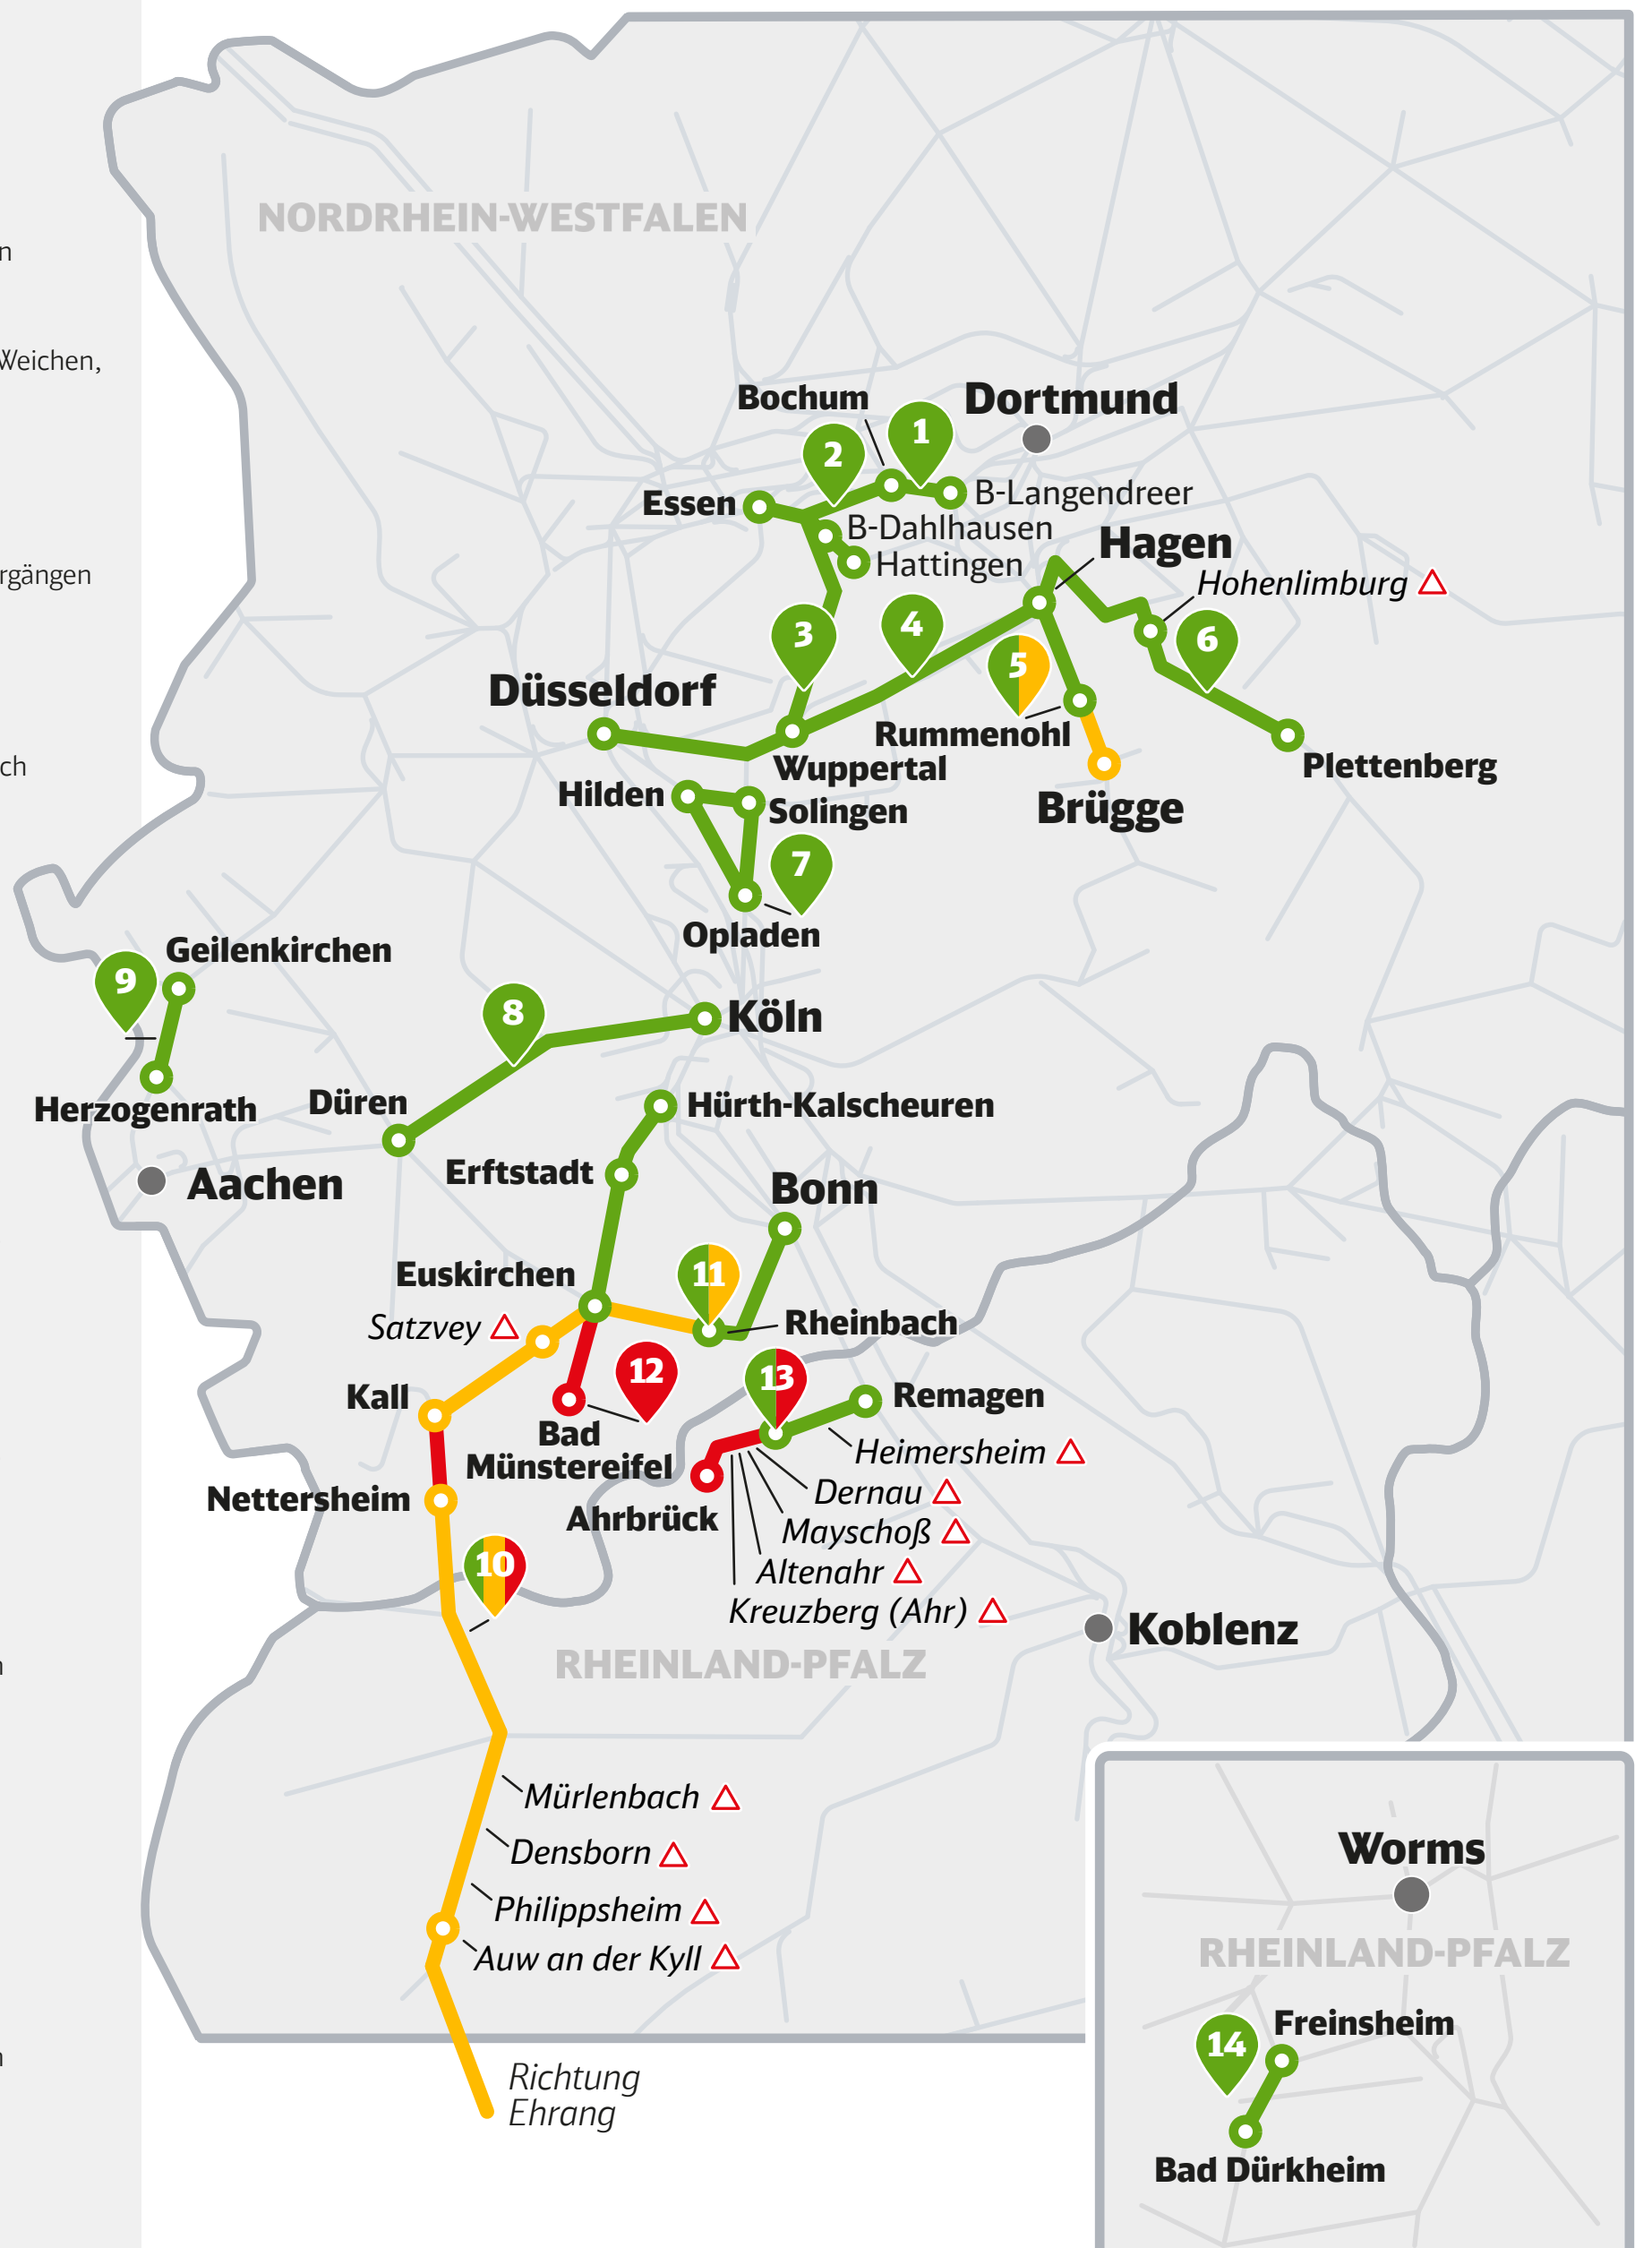 n
Weichen,
rgängen
ch
n
n
NORDRHEIN-WESTFALEN
Bochum
Dortmund
1
2
Essen
B-Langendreer
B-Dahlhausen
Hattingen
Hagen
Hohenlimburg
3
4
5
6
Düsseldorf
Rummenohl
Wuppertal
Plettenberg
Hilden
Solingen
Brügge
7
Opladen
Geilenkirchen
9
8
Köln
Herzogenrath
Düren
Hürth-Kalscheuren
Aachen
Erftstadt
Bonn
Euskirchen
11
Satzvey
Rheinbach
12
13
Kall
Remagen
Bad
Münstereifel
Heimersheim
Nettersheim
Dernau
Ahrbrück
Mayschoß
10
Altenahr
Kreuzberg (Ahr)
Koblenz
RHEINLAND-PFALZ
Mürlenbach
Densborn
Philippsheim
Auw an der Kyll
Richtung
Ehrang
Worms
RHEINLAND-PFALZ
Freinsheim
14
Bad Dürkheim